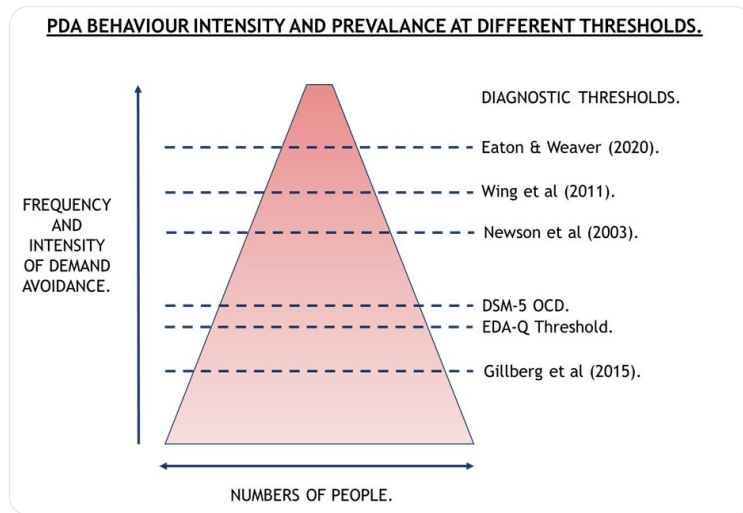 PDA BEHAVIOUR INTENSITY AND PREVALANCE AT DIFFERENT THRESHOLDS.
DIAGNOSTIC THRESHOLDS.
Eaton & Weaver (2020).
Wing et al (2011).
Newson et al (2003).
FREQUENCY
AND
INTENSITY
OF DEMAND
AVOIDANCE.
DSM-5 OCD.
EDA-Q Threshold.
Gillberg et al (2015).
NUMBERS OF PEOPLE.